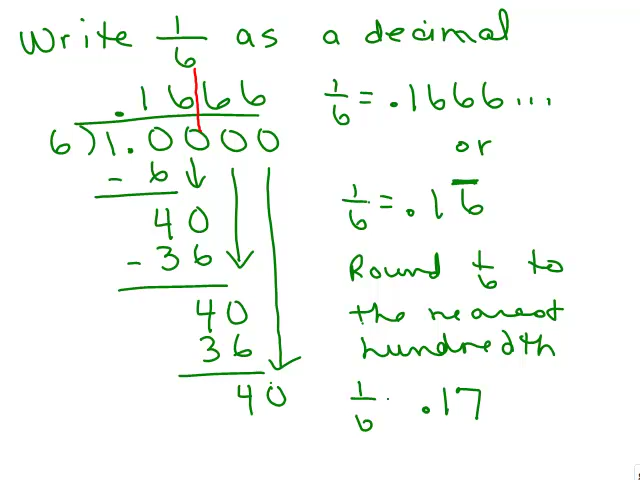 Write 1/6 as a decimal
.1666
6)1.0000
- 6
40
- 36
40
36
40
1/6 = .1666...
or
1/6 = .16̅
Round 1/6 to
the nearest
hundredth
1/6 .17